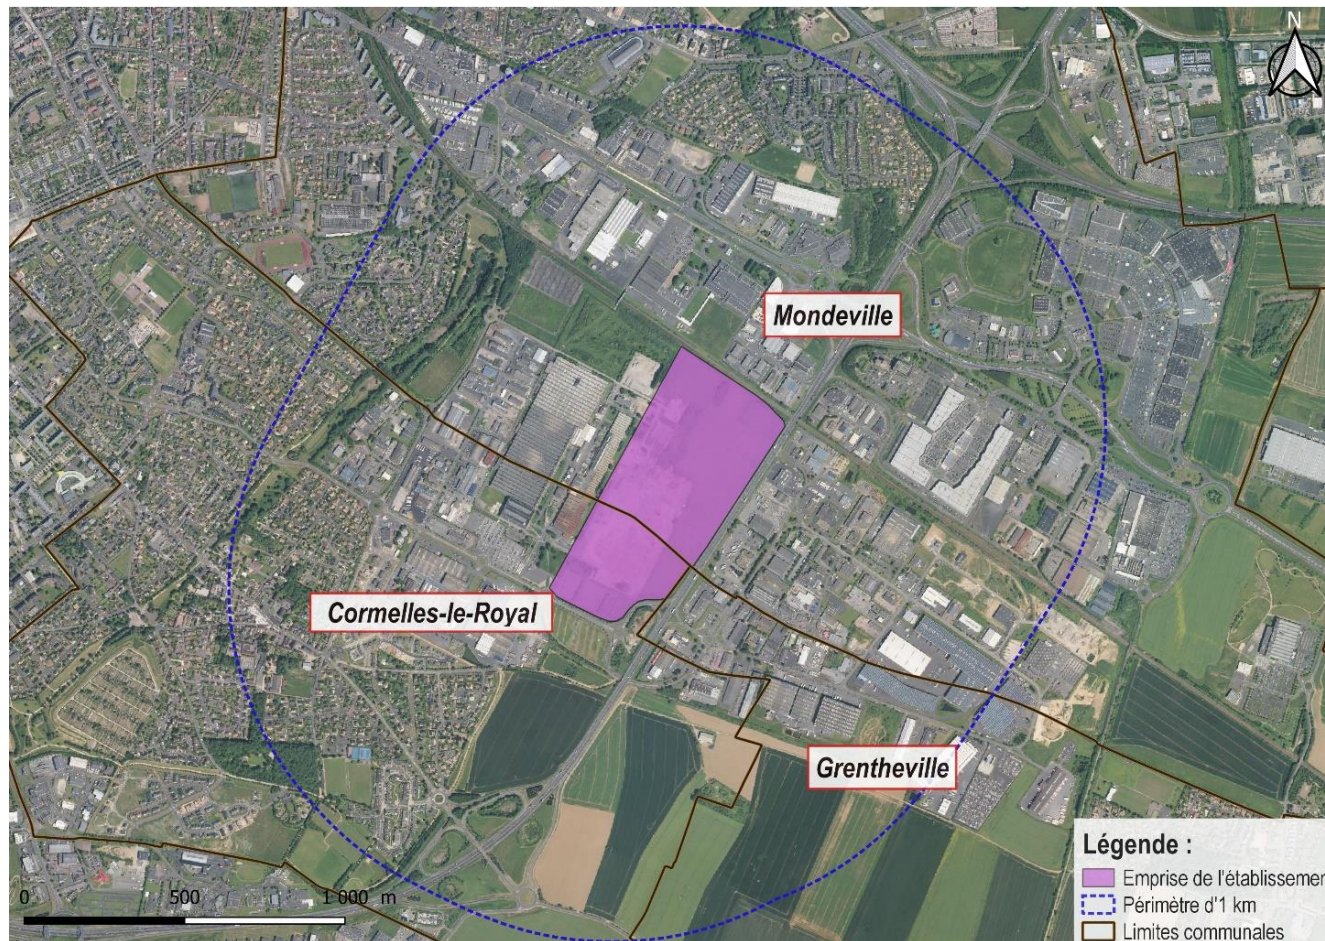 N
Mondeville
Cormelles-le-Royal
Grentheville
Légende :
Emprise de l'établissemen
Périmètre d'1 km
Limites communales
0 500 1 000 m